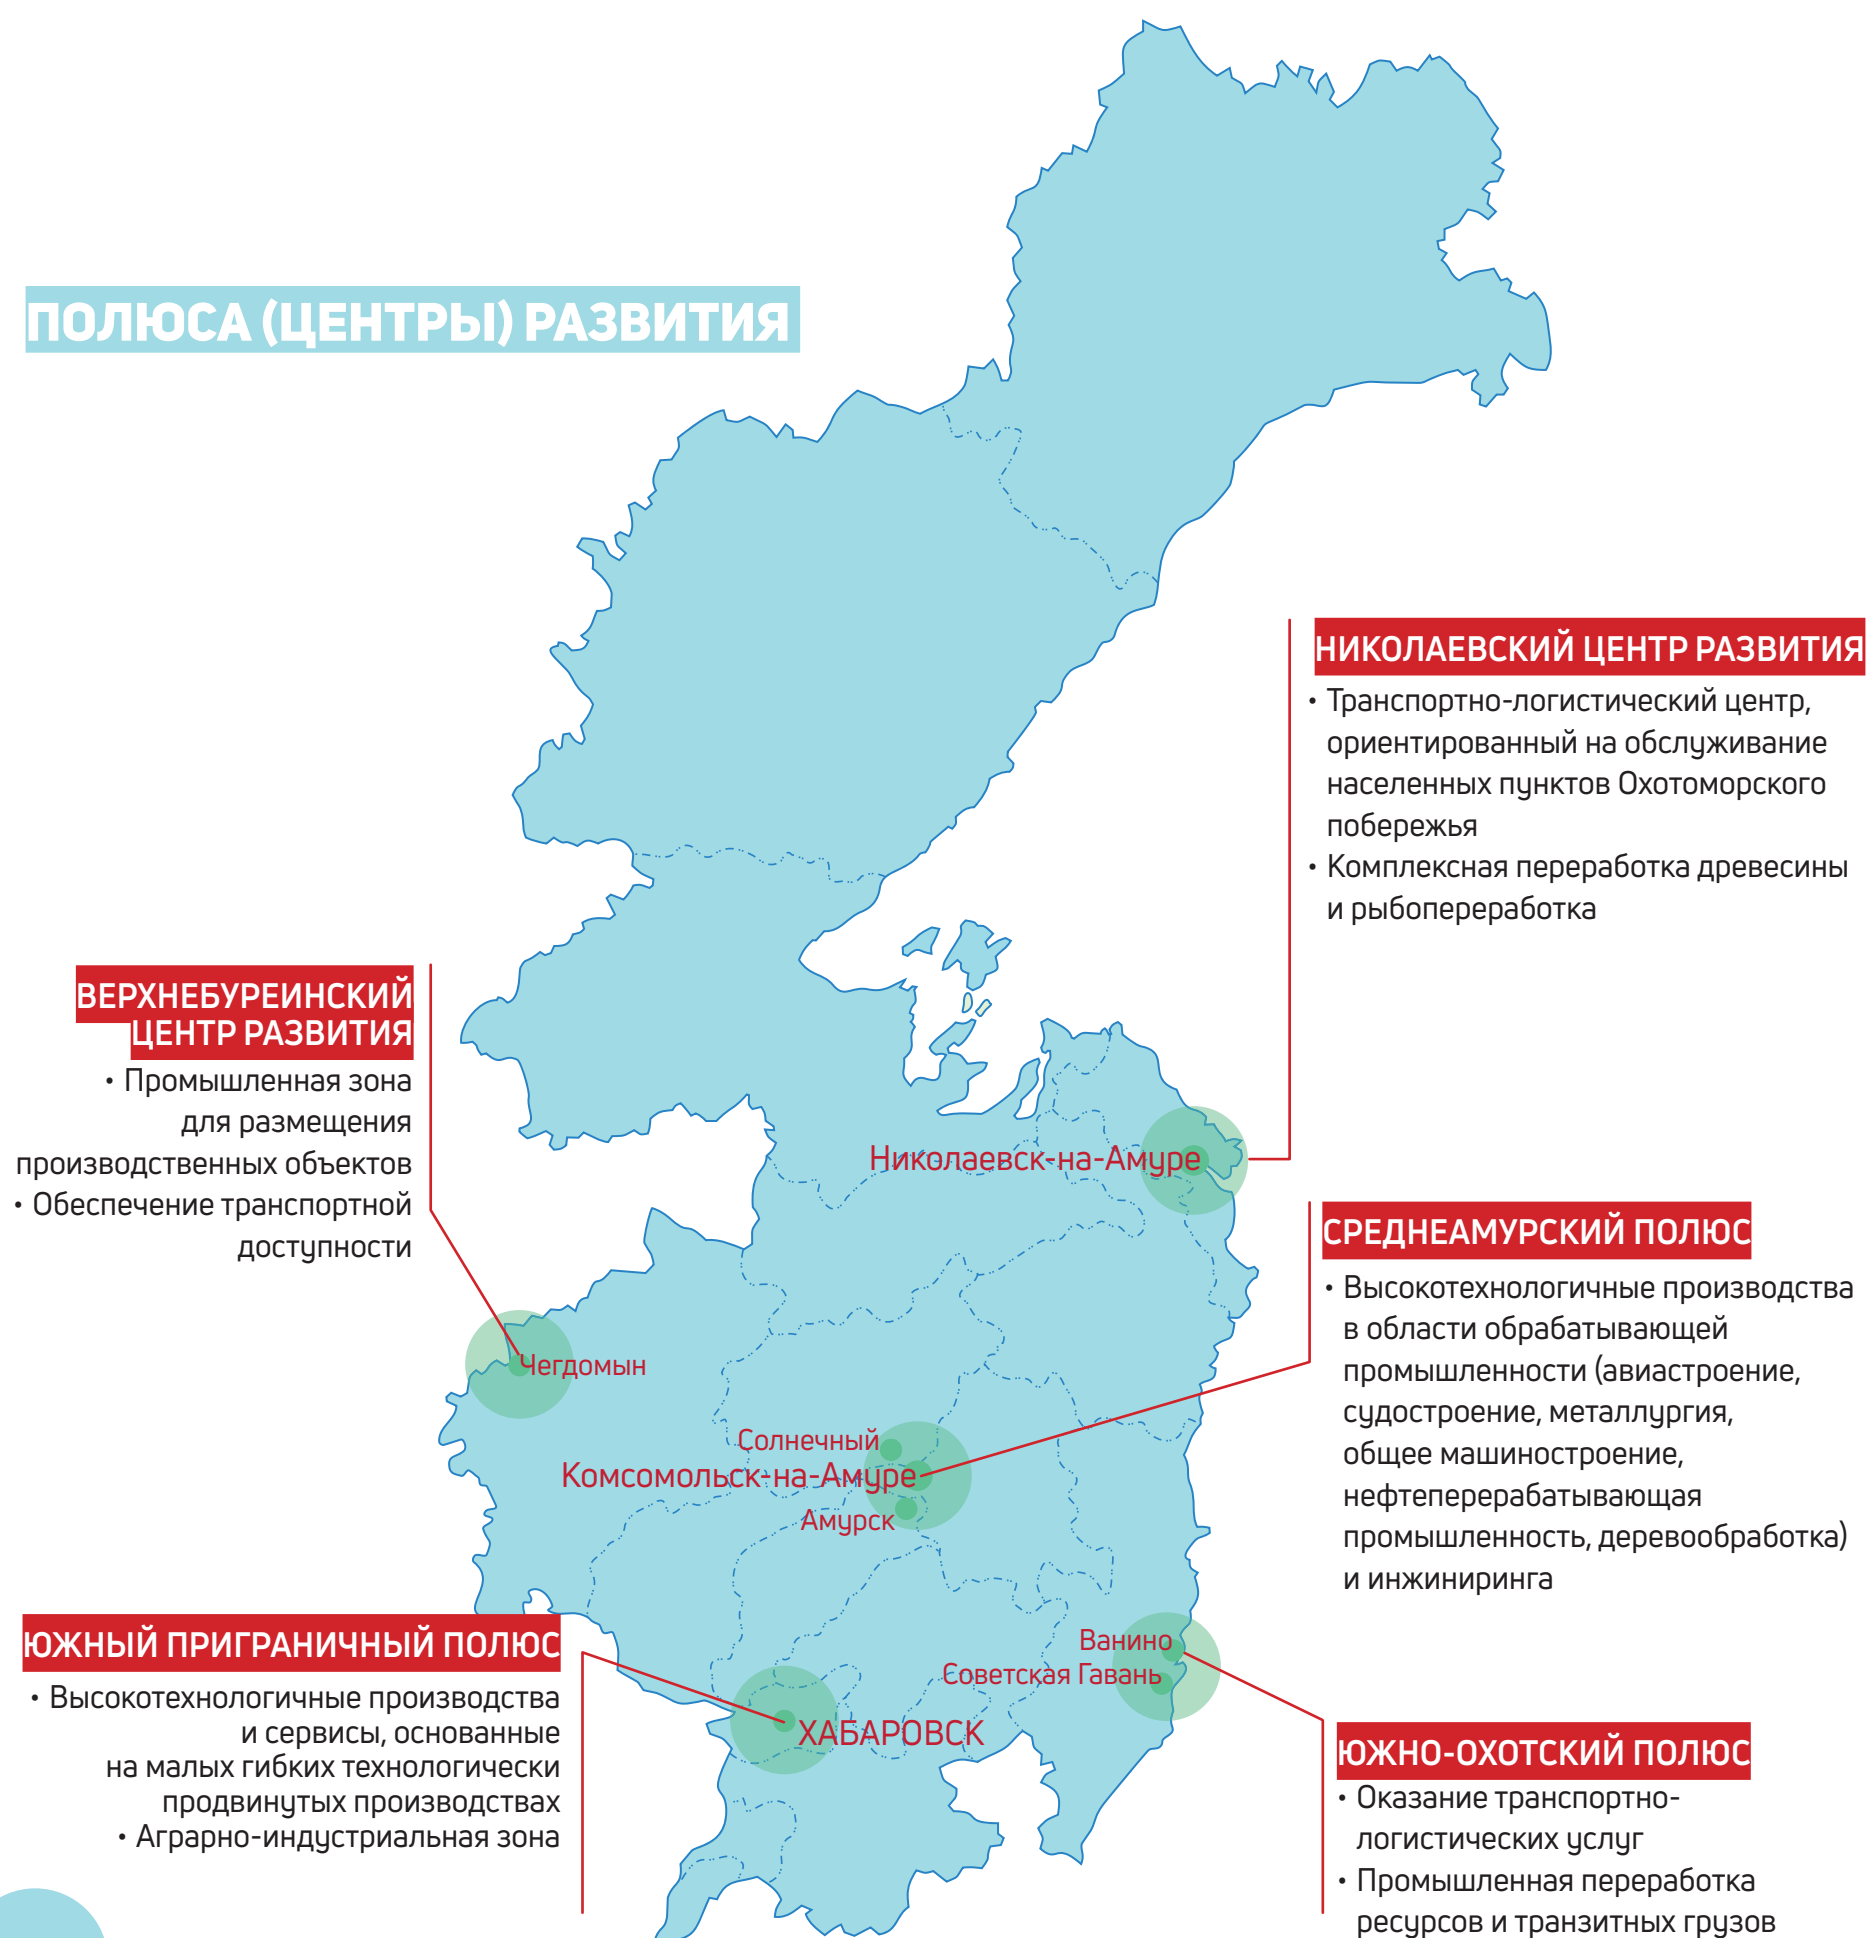 ПОЛЮСА (ЦЕНТРЫ) РАЗВИТИЯ
НИКОЛАЕВСКИЙ ЦЕНТР РАЗВИТИЯ
• Транспортно-логистический центр,
ориентированный на обслуживание
населенных пунктов Охотоморского
побережья
• Комплексная переработка древесины
и рыбопереработка
ВЕРХНЕБУРЕИНСКИЙ
ЦЕНТР РАЗВИТИЯ
• Промышленная зона
для размещения
производственных объектов
• Обеспечение транспортной
доступности
Николаевск-на-Амуре
СРЕДНЕАМУРСКИЙ ПОЛЮС
• Высокотехнологичные производства
в области обрабатывающей
промышленности (авиастроение,
судостроение, металлургия,
общее машиностроение,
нефтеперерабатывающая
промышленность, деревообработка)
и инжиниринга
Чегдомын
Солнечный
Комсомольск-на-Амуре
Амурск
ЮЖНЫЙ ПРИГРАНИЧНЫЙ ПОЛЮС
• Высокотехнологичные производства
и сервисы, основанные
на малых гибких технологически
продвинутых производствах
• Аграрно-индустриальная зона
Ванино
Советская Гавань
ХАБАРОВСК
ЮЖНО-ОХОТСКИЙ ПОЛЮС
• Оказание транспортно-
логистических услуг
• Промышленная переработка
ресурсов и транзитных грузов